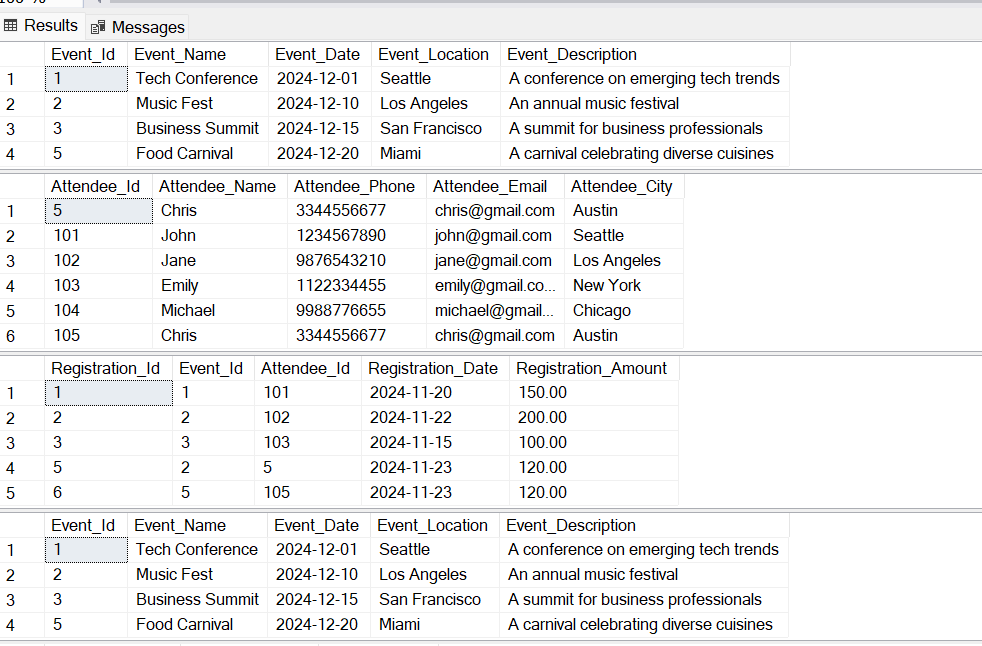 Results Messages
Event_Id Event_Name Event_Date Event_Location Event_Description
1 1 Tech Conference 2024-12-01 Seattle A conference on emerging tech trends
2 2 Music Fest 2024-12-10 Los Angeles An annual music festival
3 3 Business Summit 2024-12-15 San Francisco A summit for business professionals
4 5 Food Carnival 2024-12-20 Miami A carnival celebrating diverse cuisines
Attendee_Id Attendee_Name Attendee_Phone Attendee_Email Attendee_City
1 5 Chris 3344556677 chris@gmail.com Austin
2 101 John 1234567890 john@gmail.com Seattle
3 102 Jane 9876543210 jane@gmail.com Los Angeles
4 103 Emily 1122334455 emily@gmail.co... New York
5 104 Michael 9988776655 michael@gmail... Chicago
6 105 Chris 3344556677 chris@gmail.com Austin
Registration_Id Event_Id Attendee_Id Registration_Date Registration_Amount
1 1 1 101 2024-11-20 150.00
2 2 2 102 2024-11-22 200.00
3 3 3 103 2024-11-15 100.00
4 5 2 5 2024-11-23 120.00
5 6 5 105 2024-11-23 120.00
Event_Id Event_Name Event_Date Event_Location Event_Description
1 1 Tech Conference 2024-12-01 Seattle A conference on emerging tech trends
2 2 Music Fest 2024-12-10 Los Angeles An annual music festival
3 3 Business Summit 2024-12-15 San Francisco A summit for business professionals
4 5 Food Carnival 2024-12-20 Miami A carnival celebrating diverse cuisines